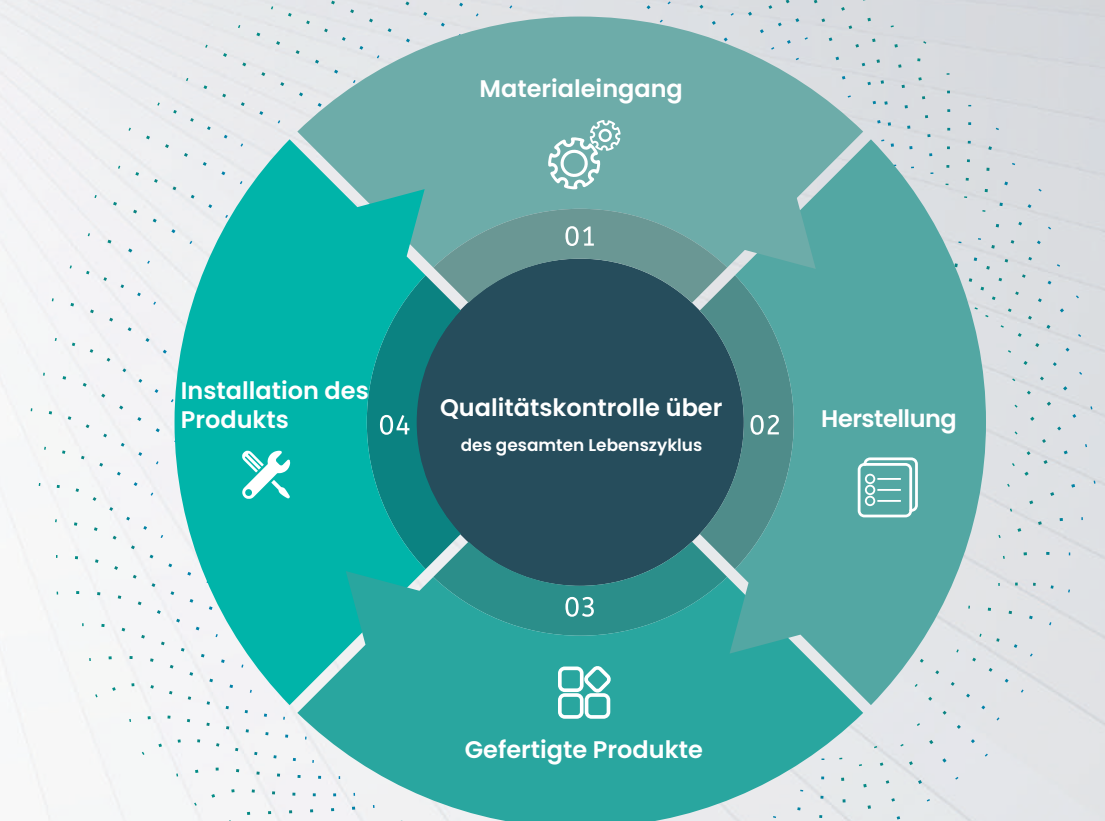 Materialeingang
01
Qualitätskontrolle über
des gesamten Lebenszyklus
02
Herstellung
03
Gefertigte Produkte
04
Installation des
Produkts